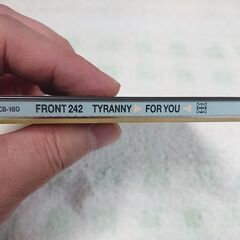 CB-180 FRONT 242 TYRANNY ▷ FOR YOU ◁